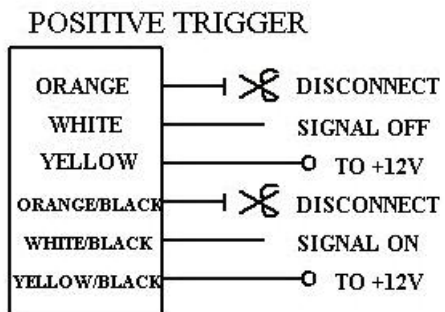 POSITIVE TRIGGER
ORANGE DISCONNECT
WHITE SIGNAL OFF
YELLOW TO +12V
ORANGE/BLACK DISCONNECT
WHITE/BLACK SIGNAL ON
YELLOW/BLACK TO +12V